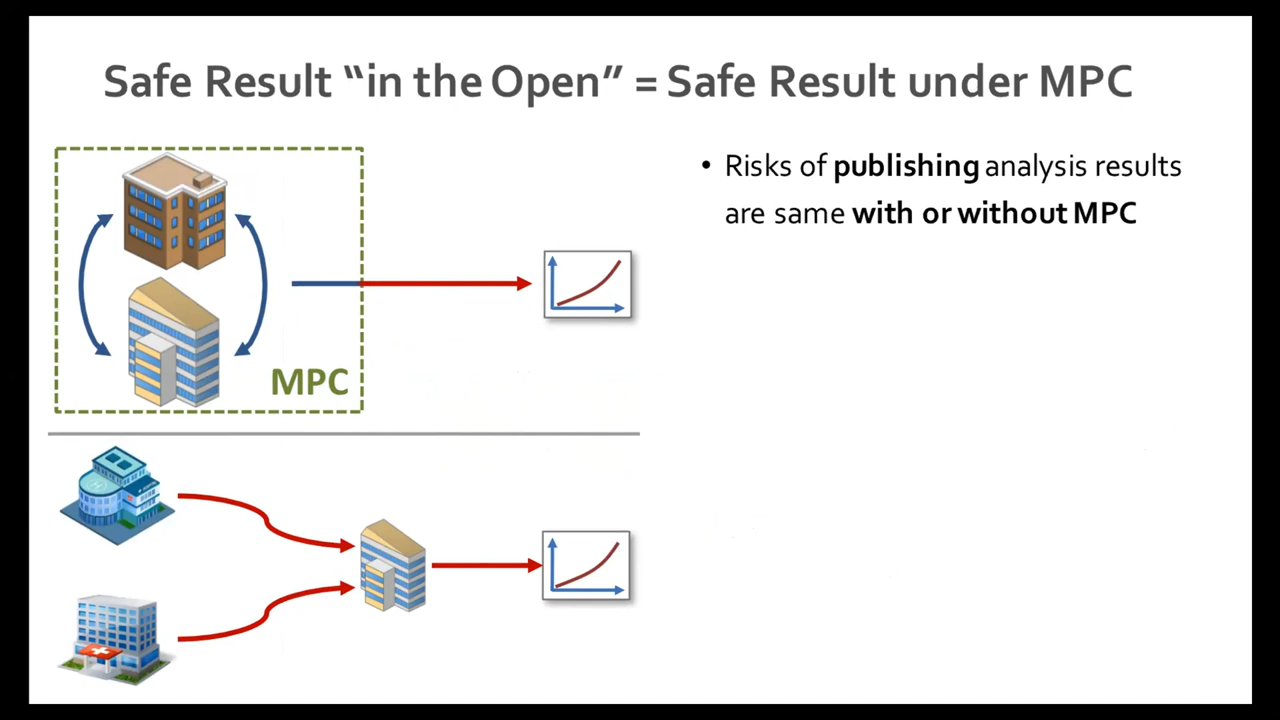 Safe Result “in the Open” = Safe Result under MPC
MPC
• Risks of publishing analysis results
are same with or without MPC